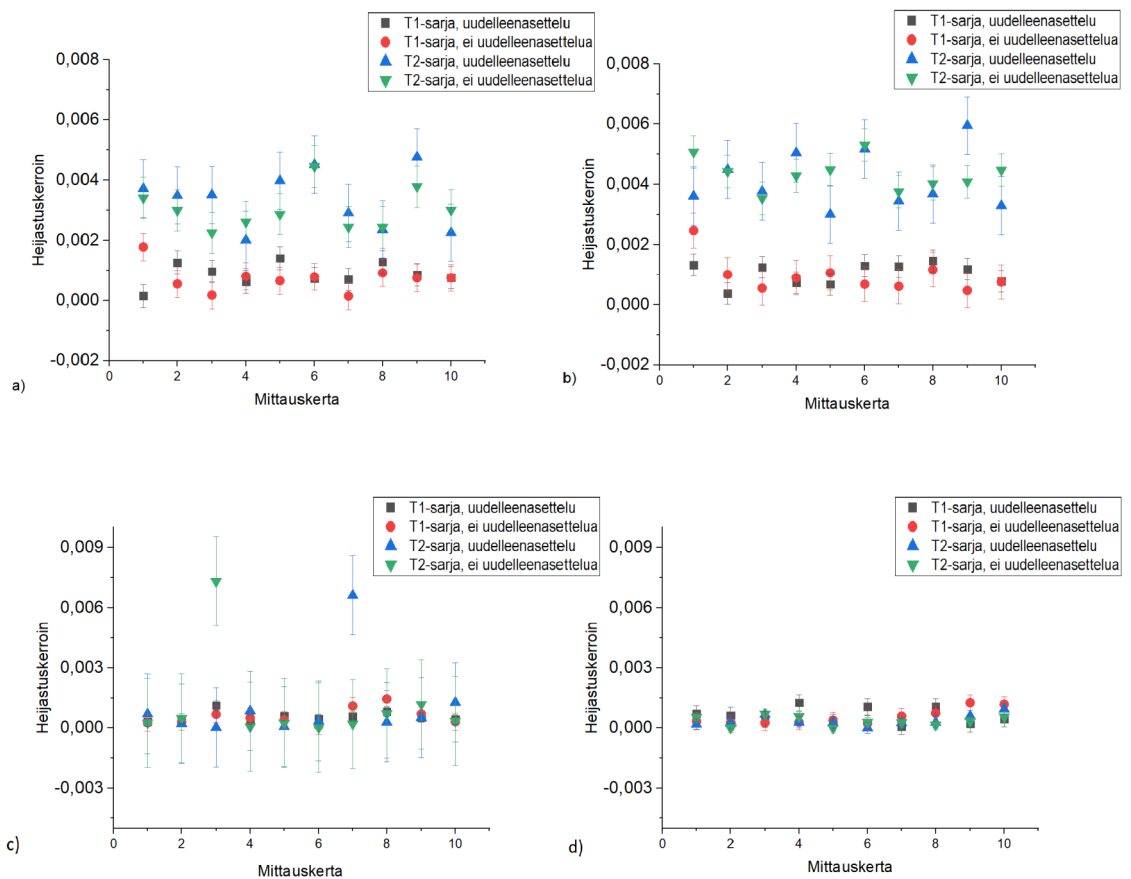 T1-sarja, uudelleenasettelu
T1-sarja, ei uudelleenasettelua
T2-sarja, uudelleenasettelu
T2-sarja, ei uudelleenasettelua
0,008
0,006
0,004
0,002
0,000
-0,002
Heijastuskerroin
0 2 4 6 8 10
Mittauskerta
a)
T1-sarja, uudelleenasettelu
T1-sarja, ei uudelleenasettelua
T2-sarja, uudelleenasettelu
T2-sarja, ei uudelleenasettelua
0,008
0,006
0,004
0,002
0,000
-0,002
Heijastuskerroin
0 2 4 6 8 10
Mittauskerta
b)
T1-sarja, uudelleenasettelu
T1-sarja, ei uudelleenasettelua
T2-sarja, uudelleenasettelu
T2-sarja, ei uudelleenasettelua
0,009
0,006
0,003
0,000
-0,003
Heijastuskerroin
0 2 4 6 8 10
Mittauskerta
c)
T1-sarja, uudelleenasettelu
T1-sarja, ei uudelleenasettelua
T2-sarja, uudelleenasettelu
T2-sarja, ei uudelleenasettelua
0,009
0,006
0,003
0,000
-0,003
Heijastuskerroin
0 2 4 6 8 10
Mittauskerta
d)